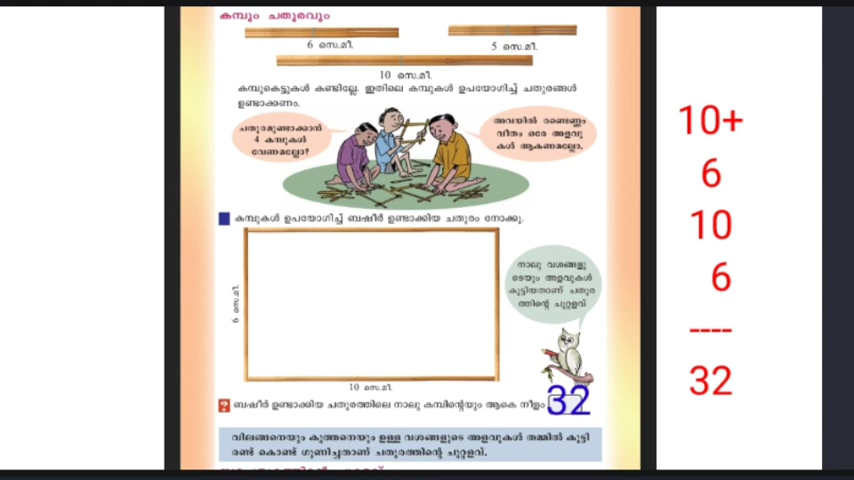 കമ്പും ചതുരവും
6 സെ.മീ.
5 സെ.മീ.
10 സെ.മീ.
കമ്പുകെട്ടുകൾ കണ്ടില്ലേ. ഇതിലെ കമ്പുകൾ ഉപയോഗിച്ച് ചതുരങ്ങൾ
ഉണ്ടാക്കണം.
ചതുരമുണ്ടാക്കാൻ
4 കമ്പുകൾ
വേണമല്ലോ?
അവയിൽ രണ്ടെണ്ണം
വീതം ഒരേ അളവു
കൾ ആകണമല്ലോ.
കമ്പുകൾ ഉപയോഗിച്ച് ബഷീർ ഉണ്ടാക്കിയ ചതുരം നോക്കൂ.
നാലു വശങ്ങളു
ടെയും അളവുകൾ
കൂട്ടിയതാണ് ചതുര
ത്തിന്റെ ചുറ്റളവ്
6 സെ.മീ.
10 സെ.മീ.
? ബഷീർ ഉണ്ടാക്കിയ ചതുരത്തിലെ നാലു കമ്പിന്റെയും ആകെ നീളം 32
വിലങ്ങനെയും കുത്തനെയും ഉള്ള വശങ്ങളുടെ അളവുകൾ തമ്മിൽ കൂട്ടി
രണ്ട് കൊണ്ട് ഗുണിച്ചതാണ് ചതുരത്തിന്റെ ചുറ്റളവ്.
10+
6
10
6
----
32